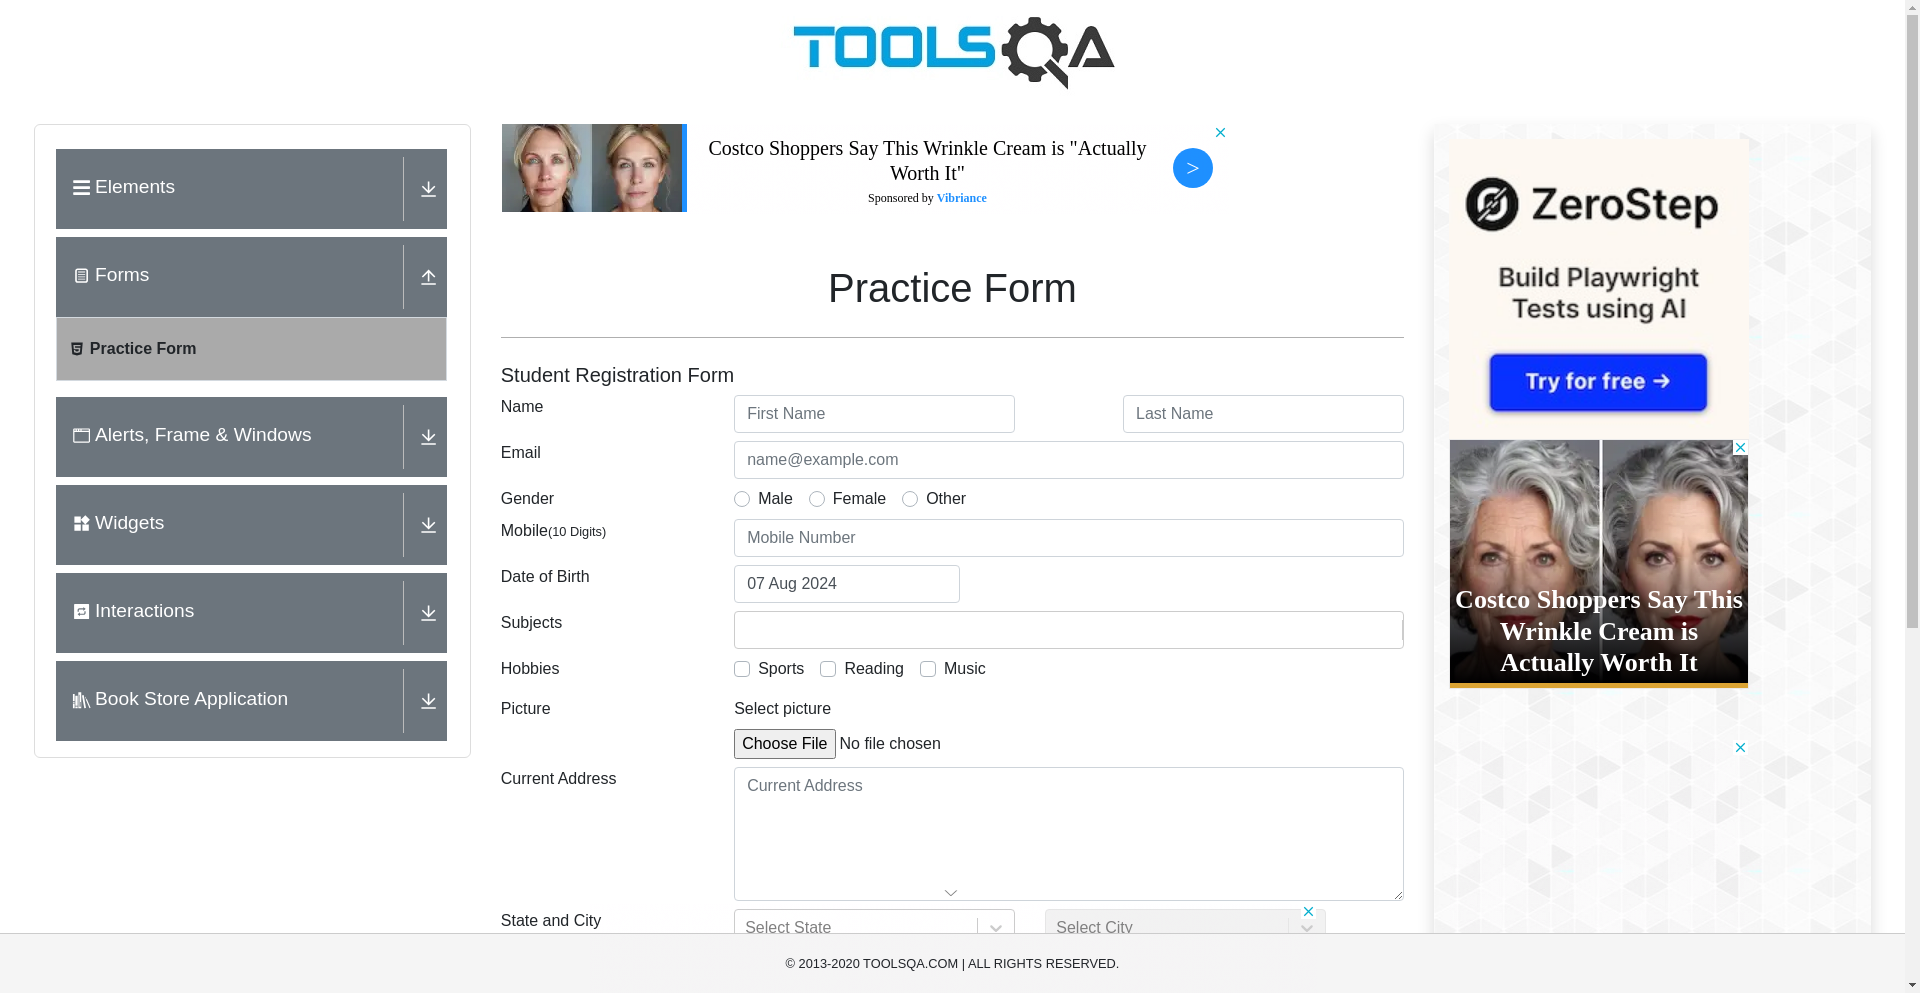 TOOLSQA
Elements
Forms
Practice Form
Alerts, Frame & Windows
Widgets
Interactions
Book Store Application
Costco Shoppers Say This Wrinkle Cream is "Actually
Worth It"
Sponsored by Vibriance
>
Practice Form
Student Registration Form
Name
First Name
Last Name
Email
name@example.com
Gender
Male
Female
Other
Mobile(10 Digits)
Mobile Number
Date of Birth
07 Aug 2024
Subjects
Hobbies
Sports
Reading
Music
Picture
Select picture
Choose File No file chosen
Current Address
Current Address
State and City
Select State
Select City
ZeroStep
Build Playwright
Tests using AI
Try for free →
Costco Shoppers Say This
Wrinkle Cream is
Actually Worth It
© 2013-2020 TOOLSQA.COM | ALL RIGHTS RESERVED.